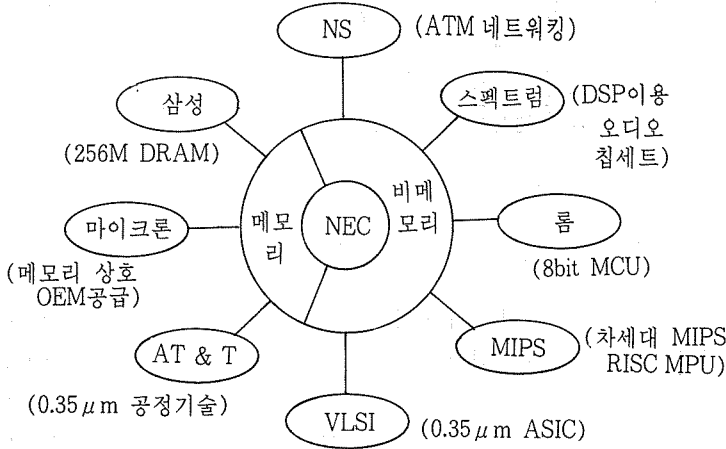 NS
(ATM 네트워킹)
삼성
(256M DRAM)
스펙트럼
(DSP이용
오디오
칩세트)
마이크론
(메모리 상호
OEM공급)
메모
리
NEC
비메
모리
롬
(8bit MCU)
AT & T
(0.35μm 공정기술)
VLSI
(0.35μm ASIC)
MIPS
(차세대 MIPS
RISC MPU)